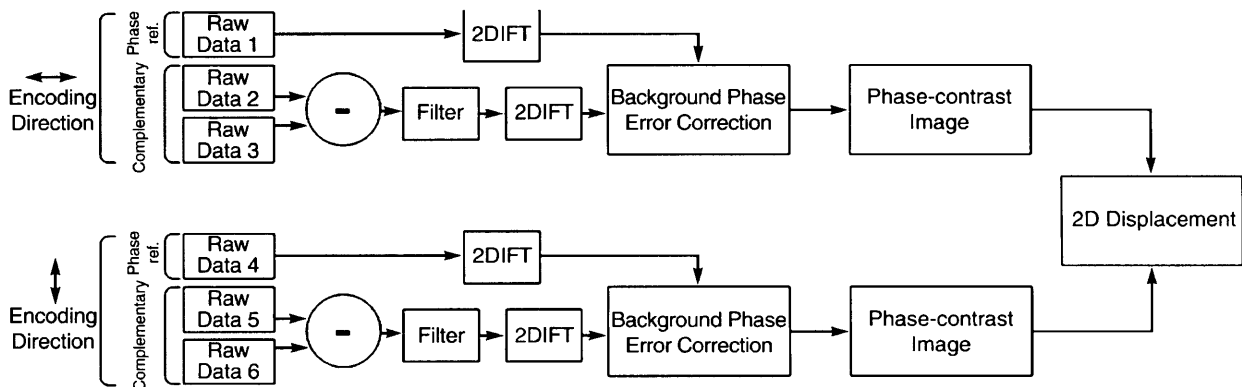 Phase ref.
Raw Data 1
2DIFT
Encoding Direction
Complementary
Raw Data 2
Raw Data 3
-
Filter
2DIFT
Background Phase Error Correction
Phase-contrast Image
2D Displacement
Phase ref.
Raw Data 4
2DIFT
Encoding Direction
Complementary
Raw Data 5
Raw Data 6
-
Filter
2DIFT
Background Phase Error Correction
Phase-contrast Image